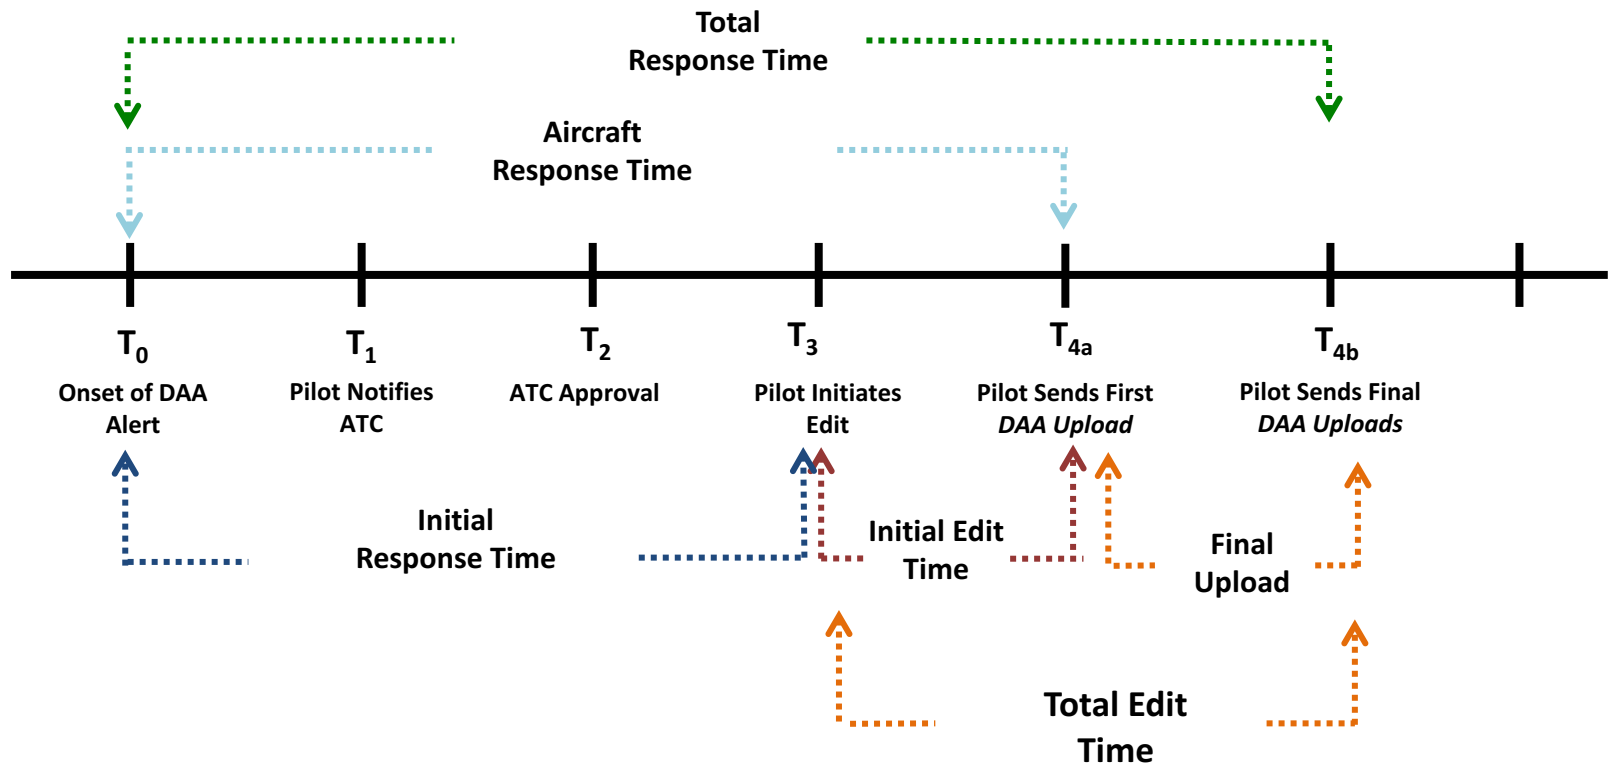 Total
Response Time
Aircraft
Response Time
T0
T1
T2
T3
T4a
T4b
Onset of DAA
Alert
Pilot Notifies
ATC
ATC Approval
Pilot Initiates
Edit
Pilot Sends First
DAA Upload
Pilot Sends Final
DAA Uploads
Initial
Response Time
Initial Edit
Time
Final
Upload
Total Edit
Time